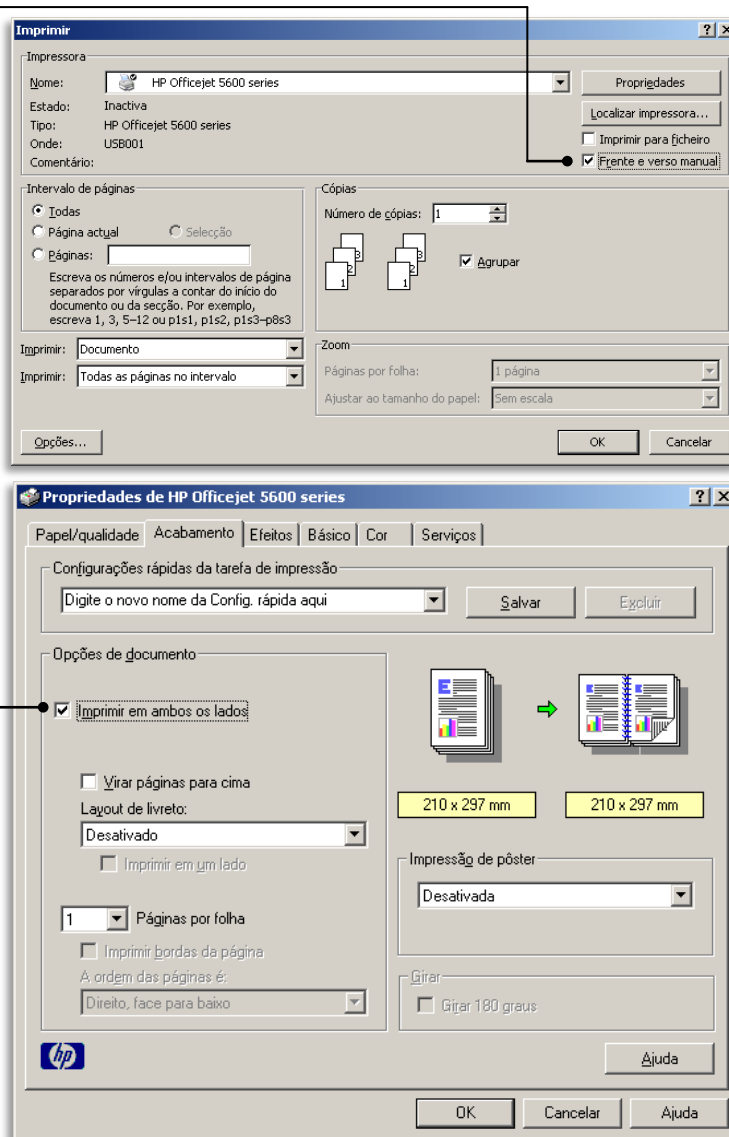 Imprimir
Impressora
Nome: HP Officejet 5600 series Propriedades
Estado: Inactiva
Tipo: HP Officejet 5600 series Localizar impressora...
Onde: USB001 Imprimir para ficheiro
Comentário: Frente e verso manual
Intervalo de páginas
Todas
Página actual Selecção
Páginas:
Escreva os números e/ou intervalos de página
separados por vírgulas a contar do início do
documento ou da secção. Por exemplo,
escreva 1, 3, 5–12 ou p1s1, p1s2, p1s3–p8s3
Cópias
Número de cópias: 1
3 3
2 2
1 1
Agrupar
Imprimir: Documento
Imprimir: Todas as páginas no intervalo
Zoom
Páginas por folha: 1 página
Ajustar ao tamanho do papel: Sem escala
Opções... OK Cancelar
Propriedades de HP Officejet 5600 series
Papel/qualidade Acabamento Efeitos Básico Cor Serviços
Configurações rápidas da tarefa de impressão
Digite o novo nome da Config. rápida aqui Salvar Excluir
Opções de documento
Imprimir em ambos os lados
Virar páginas para cima
Layout de livreto:
Desativado
Imprimir em um lado
1 Páginas por folha
Imprimir bordas da página
A ordem das páginas é:
Direito, face para baixo
E E E
210 x 297 mm 210 x 297 mm
Impressão de pôster
Desativada
Girar
Girar 180 graus
hp
Ajuda
OK Cancelar Ajuda